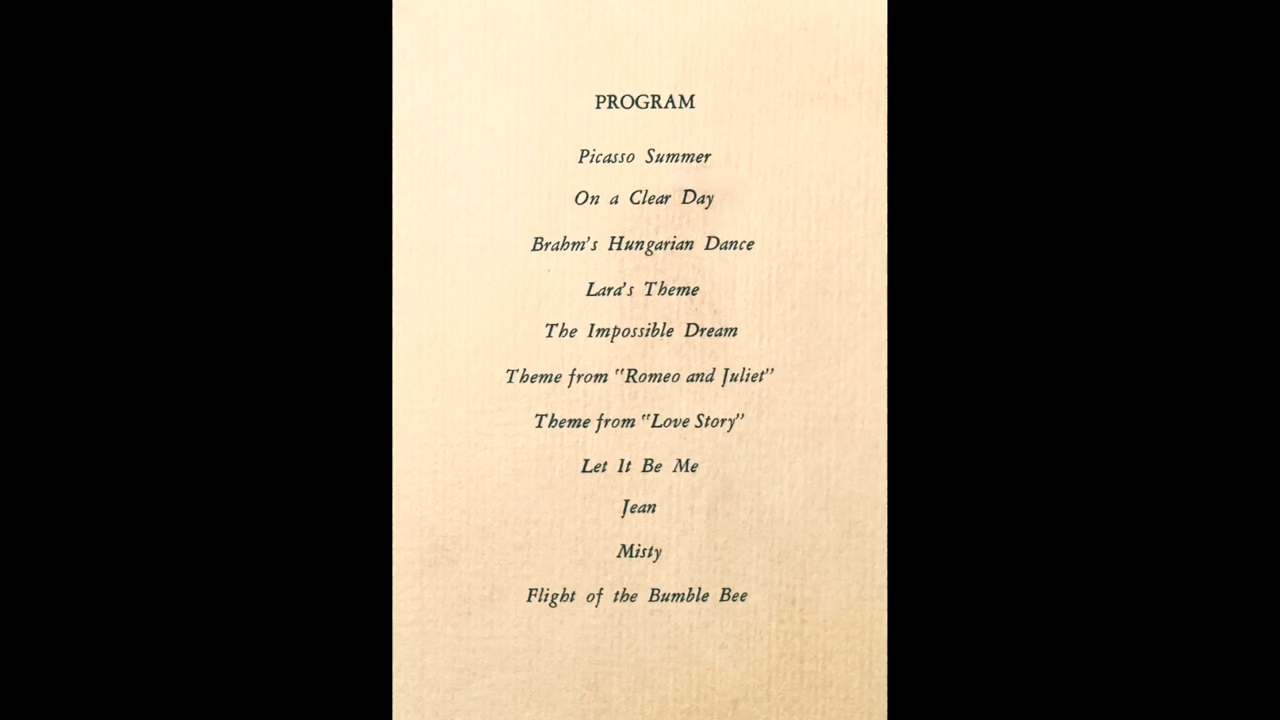 PROGRAM
Picasso Summer
On a Clear Day
Brahm's Hungarian Dance
Lara's Theme
The Impossible Dream
Theme from "Romeo and Juliet"
Theme from "Love Story"
Let It Be Me
Jean
Misty
Flight of the Bumble Bee